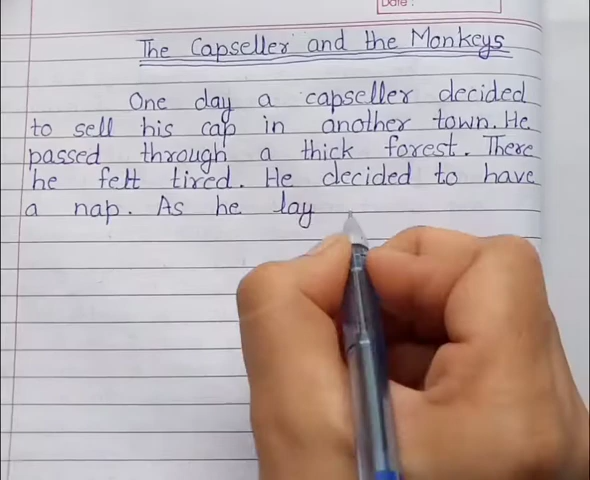 Date :
The Capseller and the Monkeys
One day a capseller decided
to sell his cap in another town. He
passed through a thick forest. There
he felt tired. He decided to have
a nap. As he lay